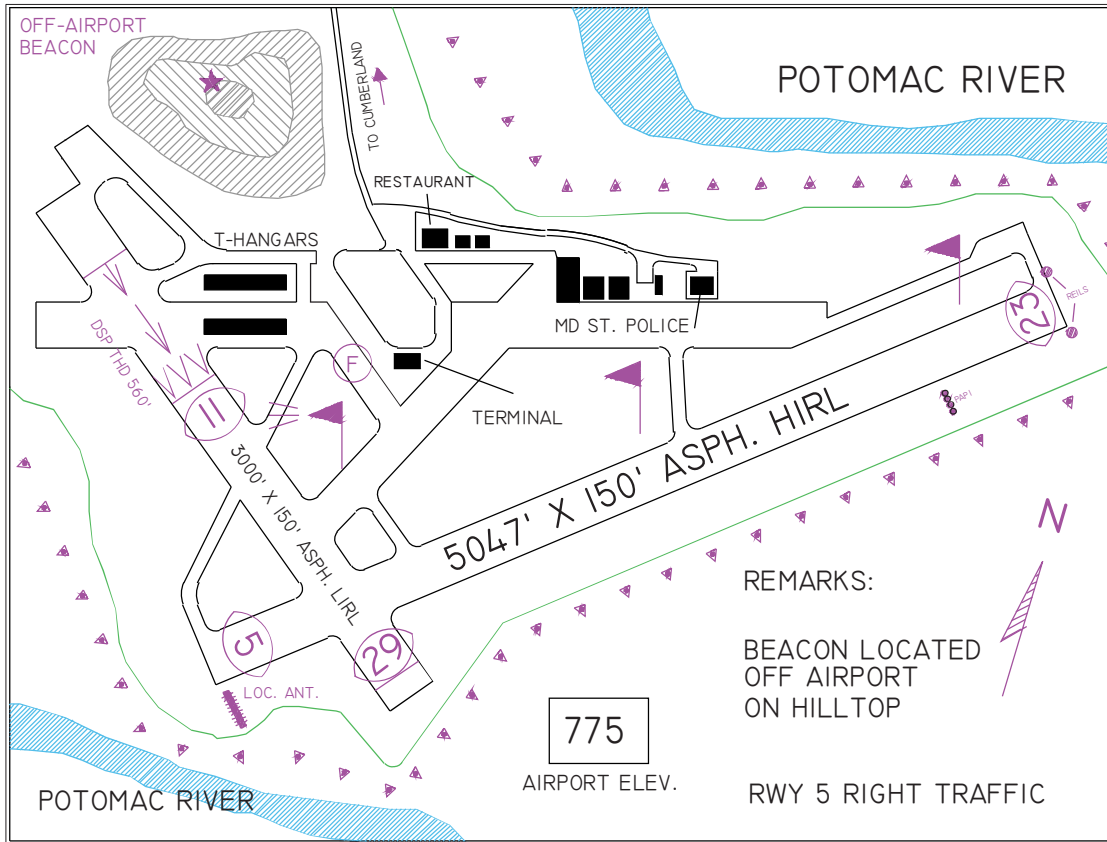 OFF-AIRPORT
BEACON
TO CUMBERLAND
POTOMAC RIVER
RESTAURANT
T-HANGARS
MD ST. POLICE
REILS
23
DSP THD 560'
F
TERMINAL
11
PAPI
3000' X 150' ASPH. LIRL
5047' X 150' ASPH. HIRL
N
REMARKS:
BEACON LOCATED
OFF AIRPORT
ON HILLTOP
5
29
LOC. ANT.
775
AIRPORT ELEV.
POTOMAC RIVER
RWY 5 RIGHT TRAFFIC